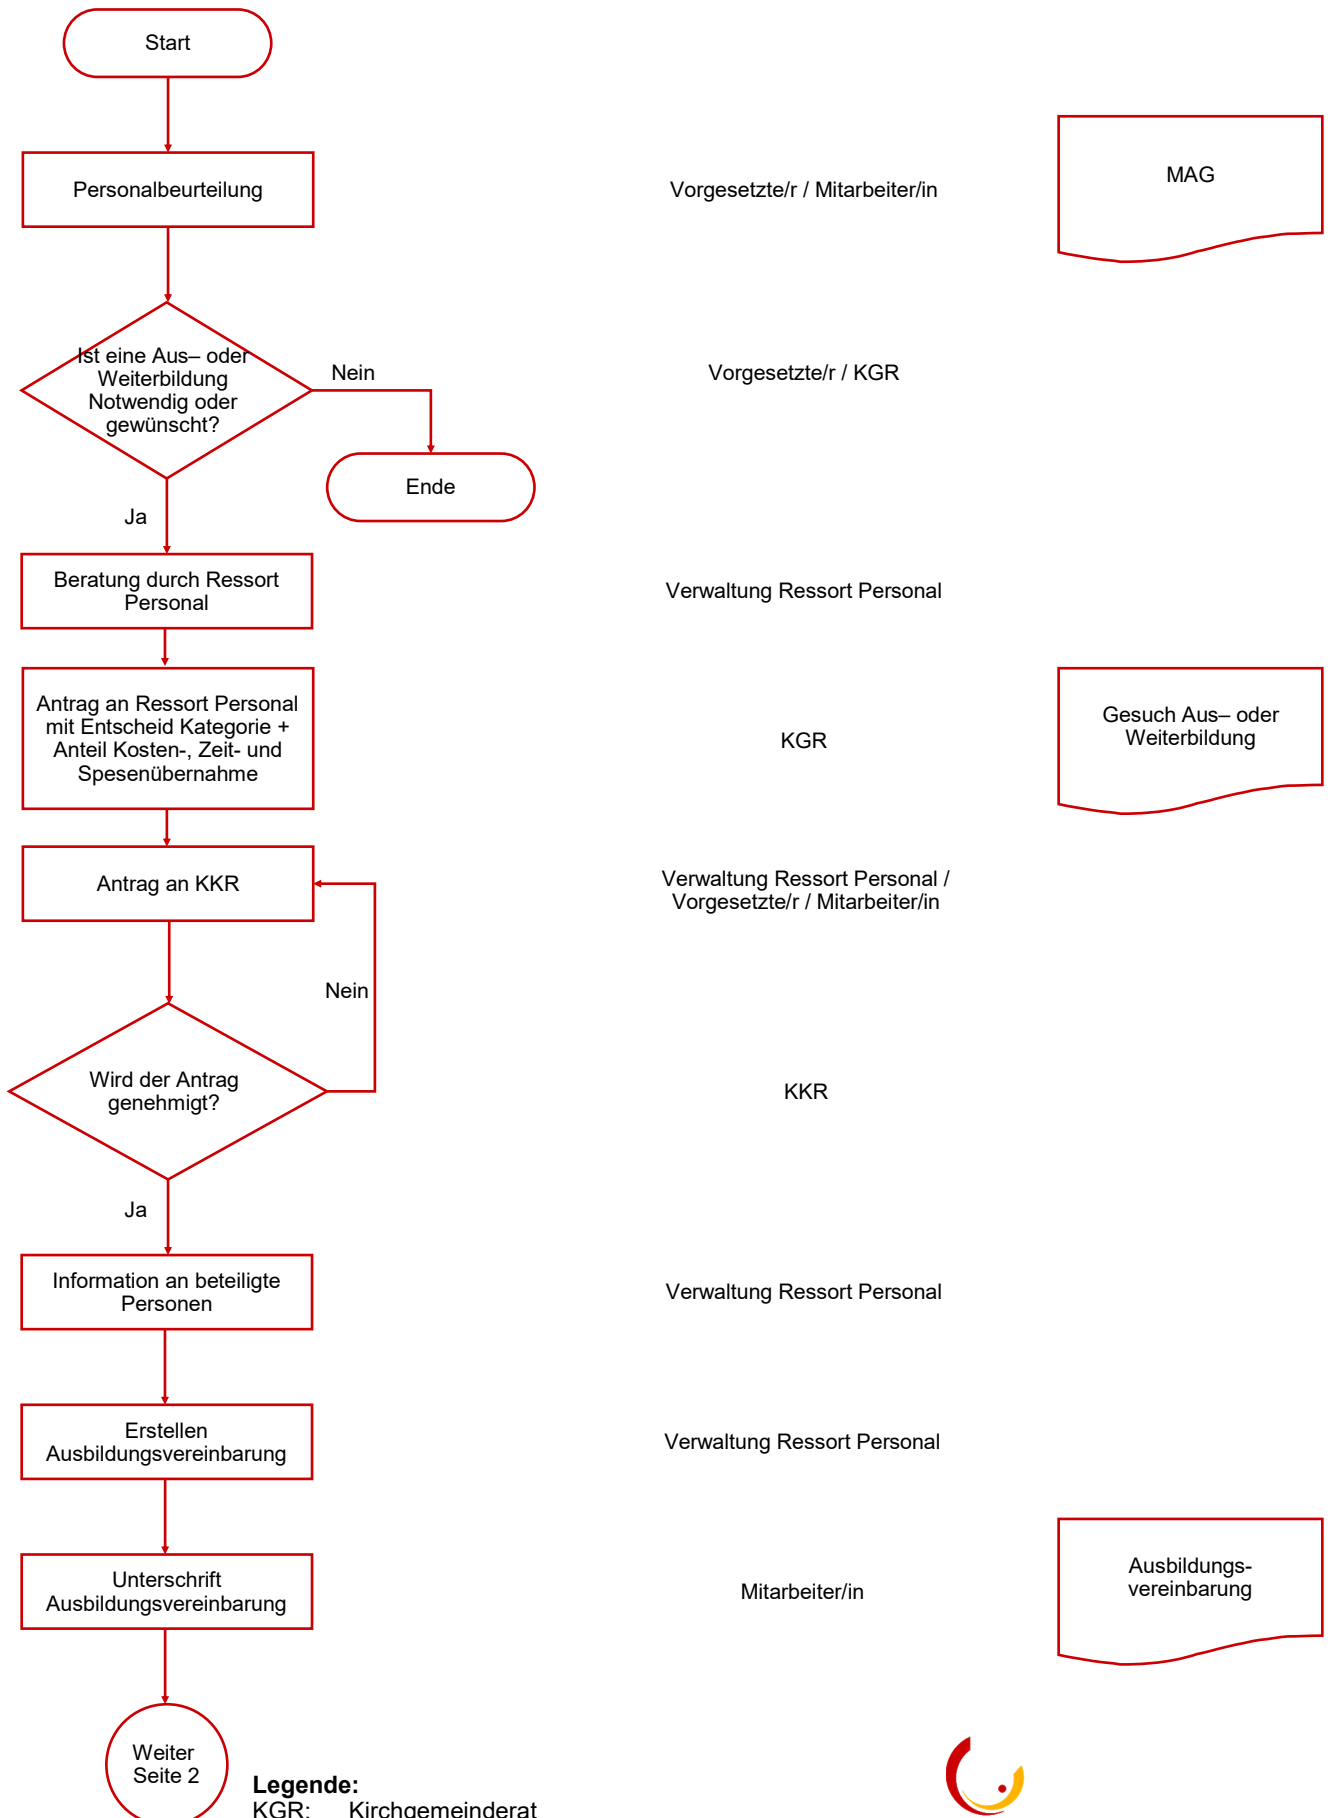 Start
Personalbeurteilung
Vorgesetzte/r / Mitarbeiter/in
MAG
Ist eine Aus– oder
Weiterbildung
Notwendig oder
gewünscht?
Nein
Vorgesetzte/r / KGR
Ende
Ja
Beratung durch Ressort
Personal
Verwaltung Ressort Personal
Antrag an Ressort Personal
mit Entscheid Kategorie +
Anteil Kosten-, Zeit- und
Spesenübernahme
KGR
Gesuch Aus– oder
Weiterbildung
Antrag an KKR
Verwaltung Ressort Personal /
Vorgesetzte/r / Mitarbeiter/in
Nein
Wird der Antrag
genehmigt?
KKR
Ja
Information an beteiligte
Personen
Verwaltung Ressort Personal
Erstellen
Ausbildungsvereinbarung
Verwaltung Ressort Personal
Unterschrift
Ausbildungsvereinbarung
Mitarbeiter/in
Ausbildungs-
vereinbarung
Weiter
Seite 2
Legende:
KGR: Kirchgemeinderat